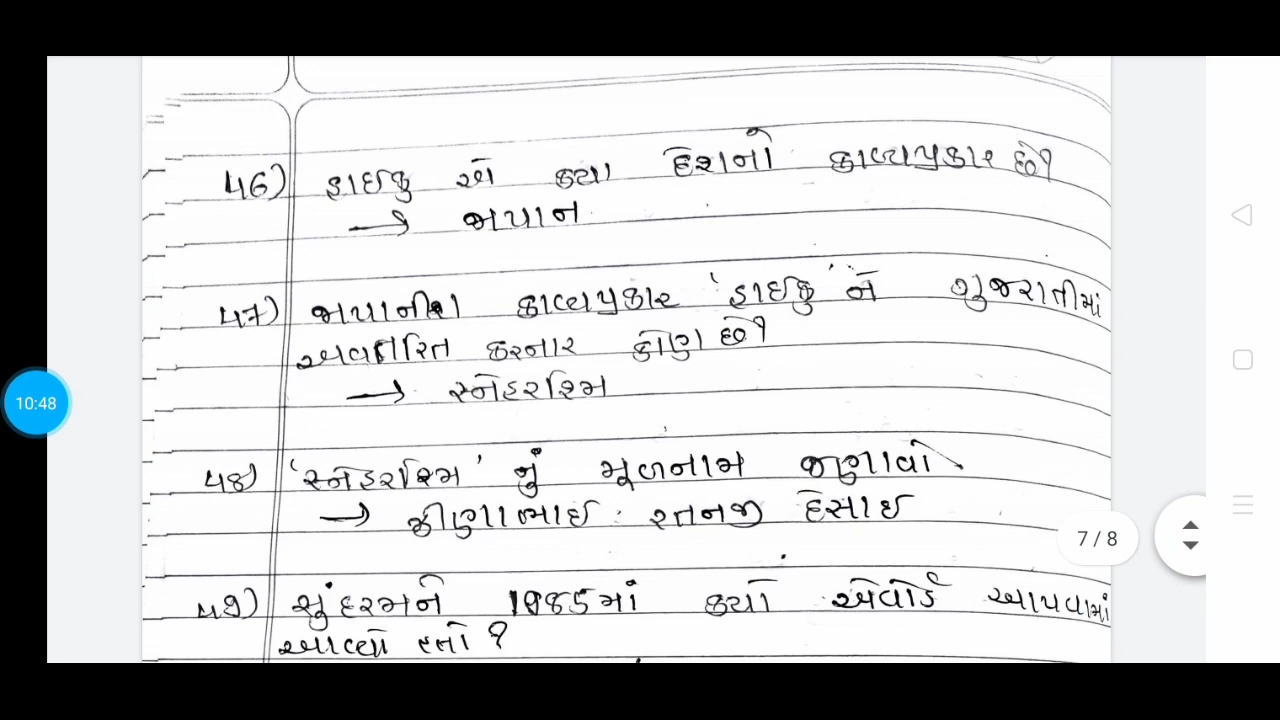 46) હાઈકુ એ કયા દેશનો કાવ્યપ્રકાર છે?
→ જાપાન
47) જાપાનીઝ કાવ્યપ્રકાર 'હાઈકુ' ને ગુજરાતીમાં
અવતરિત કરનાર કોણ છે?
→ સ્નેહરશ્મિ
10:48
48) 'સ્નેહરશ્મિ' નું મૂળનામ જણાવો
→ ઝીણાભાઈ રતનજી દેસાઈ
7 / 8
49) સુંદરમને 1985માં કયો એવોર્ડ આપવામાં
આવ્યો હતો?